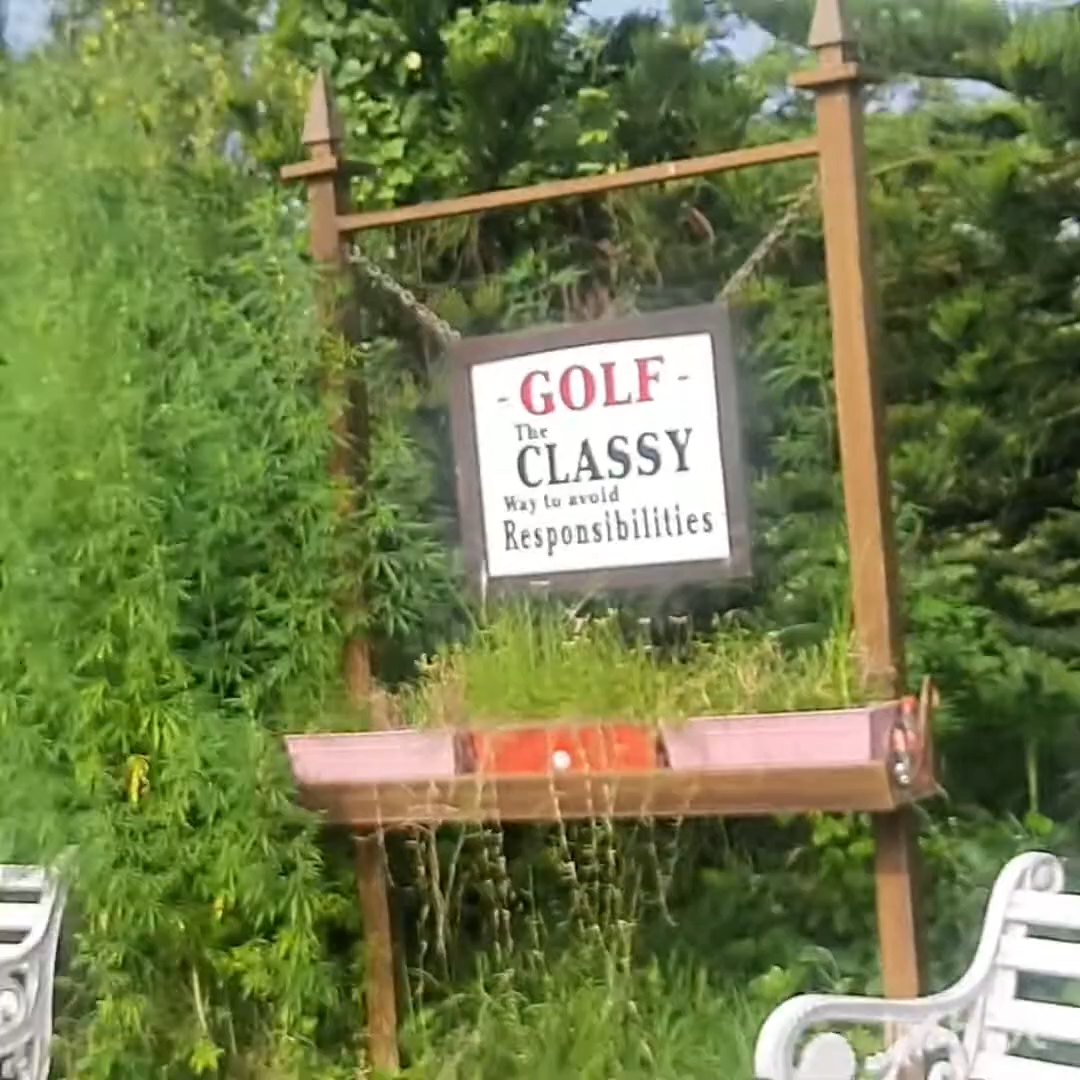 - GOLF -
The
CLASSY
Way to avoid
Responsibilities